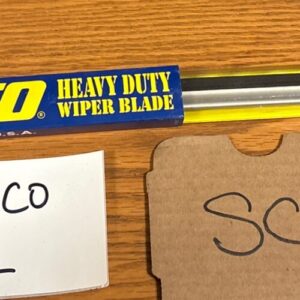 CO
HEAVY DUTY
WIPER BLADE
U.S.A.
CO
SC